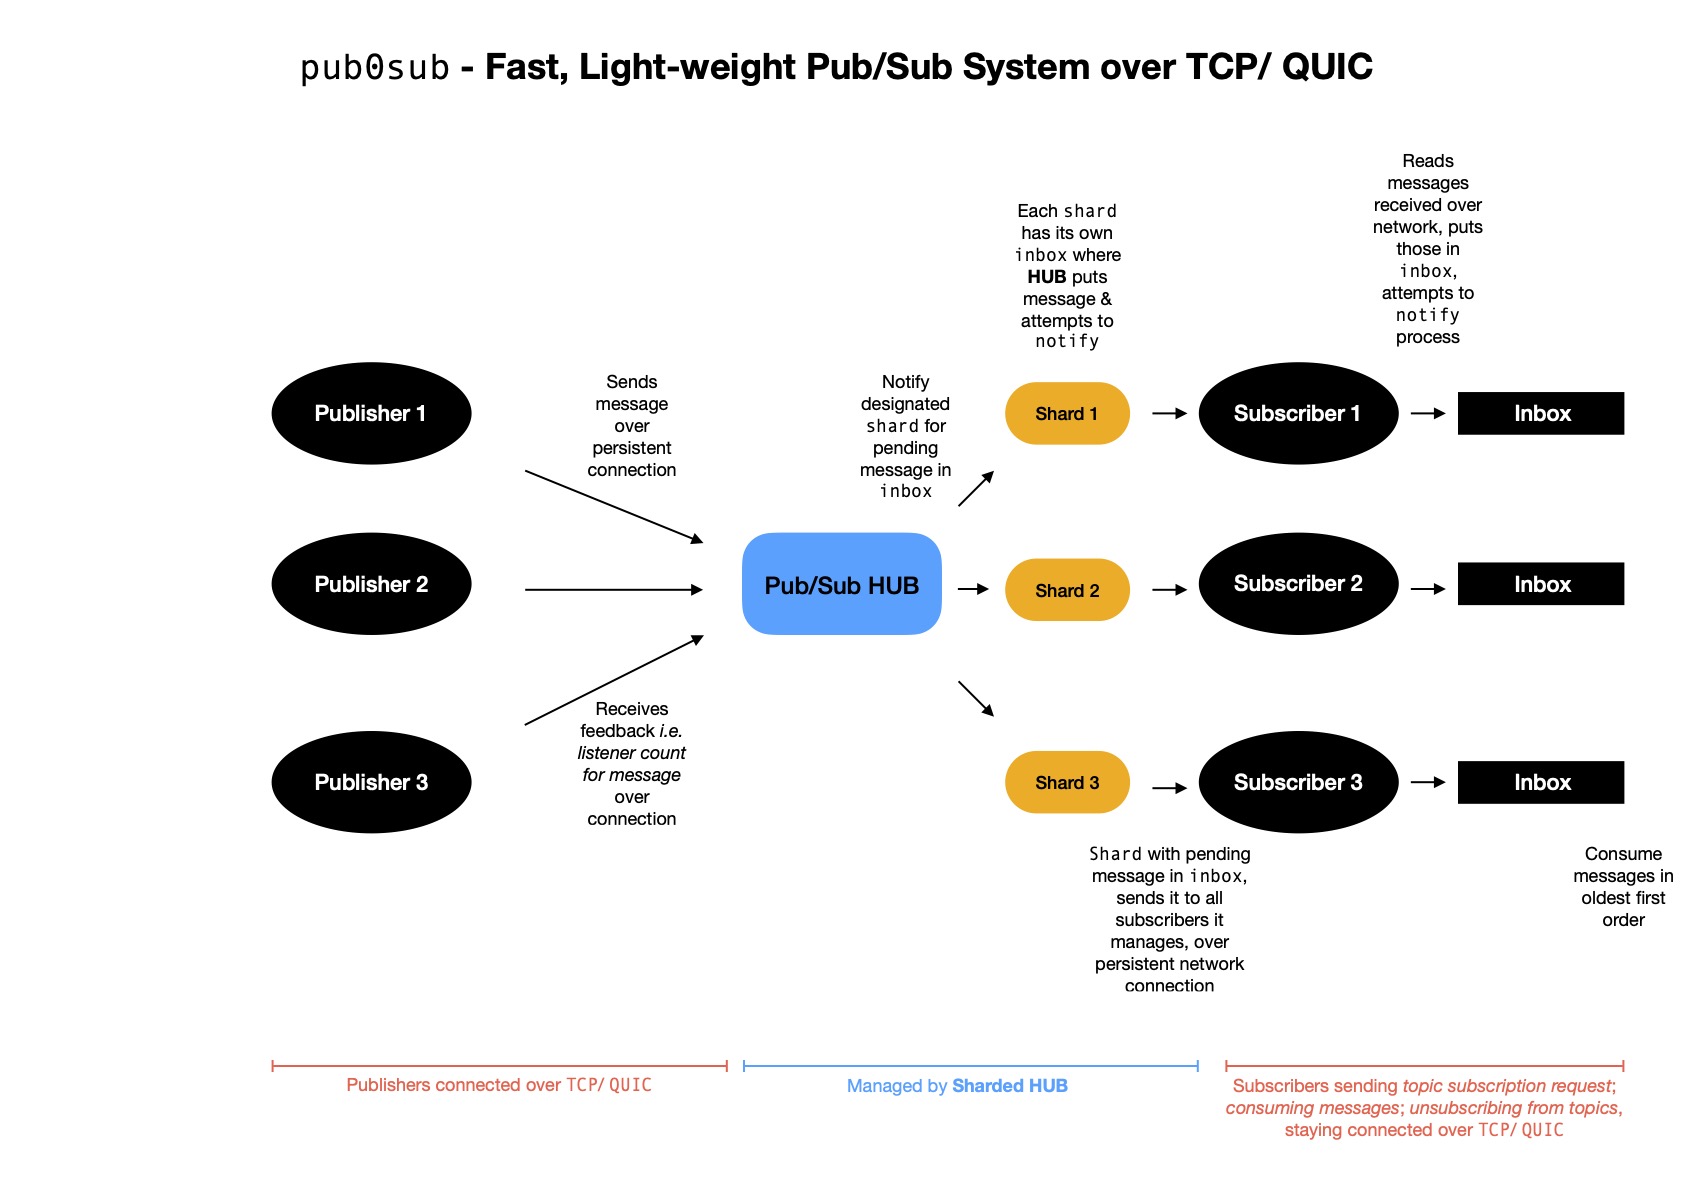 pub0sub - Fast, Light-weight Pub/Sub System over TCP/ QUIC
Reads
messages
received over
network, puts
those in
inbox,
attempts to
notify
process
Each shard
has its own
inbox where
HUB puts
message &
attempts to
notify
Sends
message
over
persistent
connection
Notify
designated
shard for
pending
message in
inbox
Publisher 1
Shard 1
Subscriber 1
Inbox
Publisher 2
Pub/Sub HUB
Shard 2
Subscriber 2
Inbox
Receives
feedback i.e.
listener count
for message
over
connection
Publisher 3
Shard 3
Subscriber 3
Inbox
Shard with pending
message in inbox,
sends it to all
subscribers it
manages, over
persistent network
connection
Consume
messages in
oldest first
order
Publishers connected over TCP/ QUIC
Managed by Sharded HUB
Subscribers sending topic subscription request;
consuming messages; unsubscribing from topics,
staying connected over TCP/ QUIC